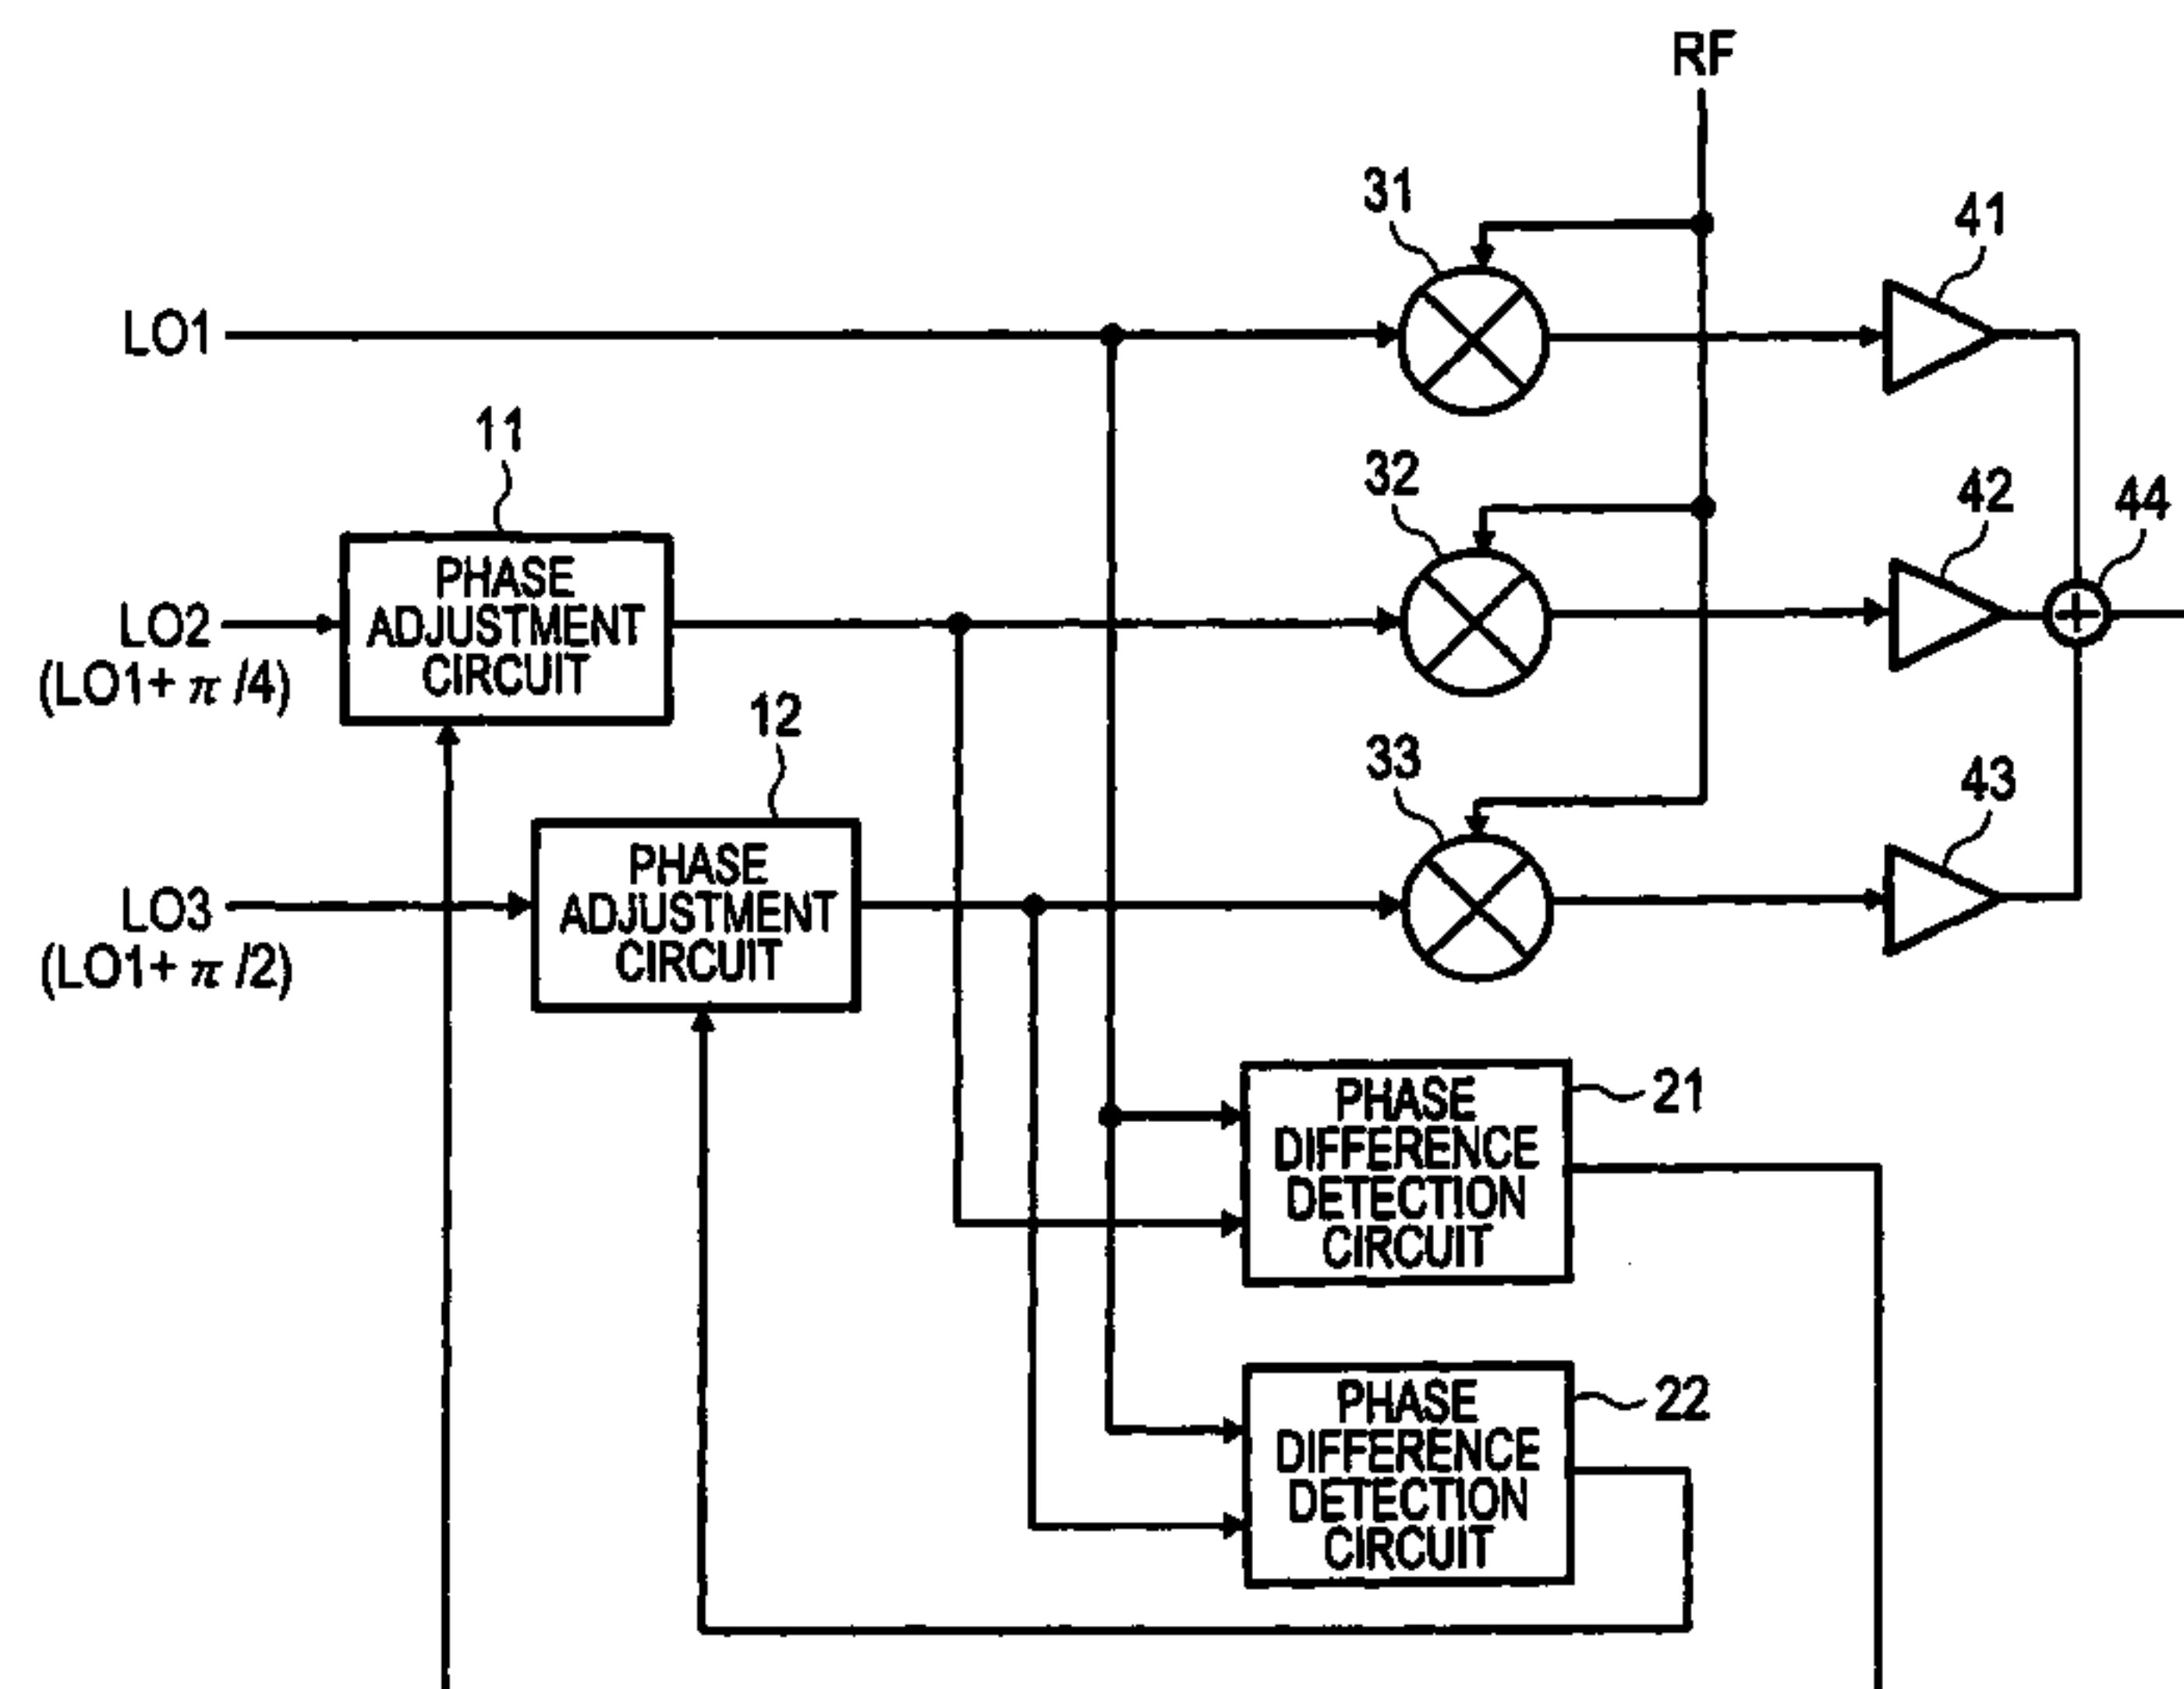 RF
31
41
LO1
11
32
42
44
PHASE
ADJUSTMENT
CIRCUIT
LO2
(LO1+ π /4)
12
33
43
PHASE
ADJUSTMENT
CIRCUIT
LO3
(LO1+ π /2)
PHASE
DIFFERENCE
DETECTION
CIRCUIT
21
PHASE
DIFFERENCE
DETECTION
CIRCUIT
22